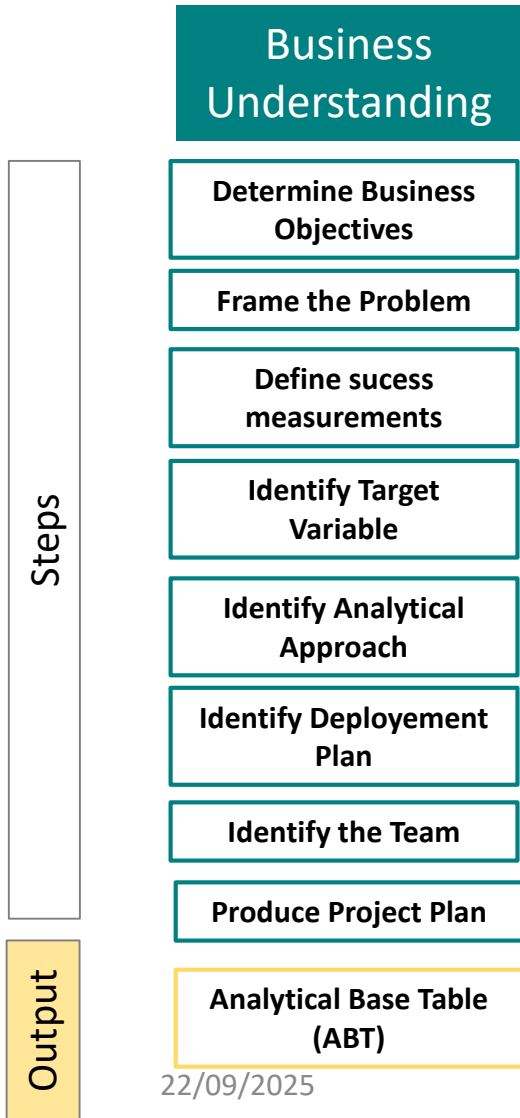 Business
Understanding
Steps
Determine Business
Objectives
Frame the Problem
Define sucess
measurements
Identify Target
Variable
Identify Analytical
Approach
Identify Deployement
Plan
Identify the Team
Produce Project Plan
Output
Analytical Base Table
(ABT)
22/09/2025